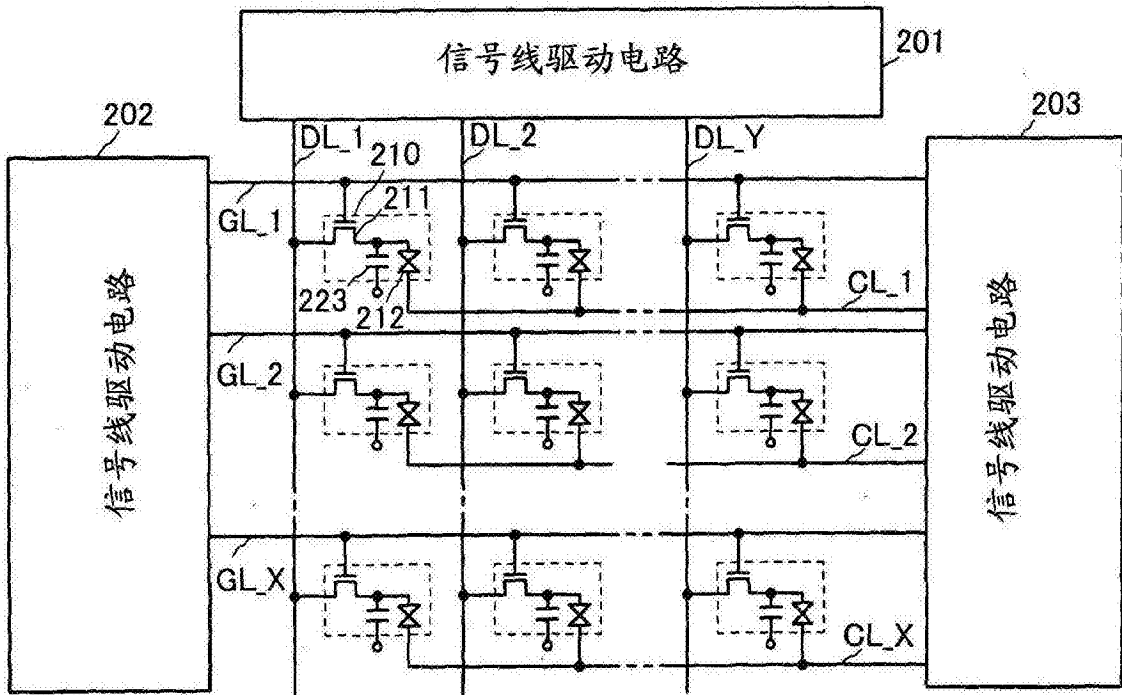 信号线驱动电路
201
202
203
DL_1
DL_2
DL_Y
210
211
GL_1
223
212
CL_1
信号线驱动电路
GL_2
CL_2
信号线驱动电路
GL_X
CL_X